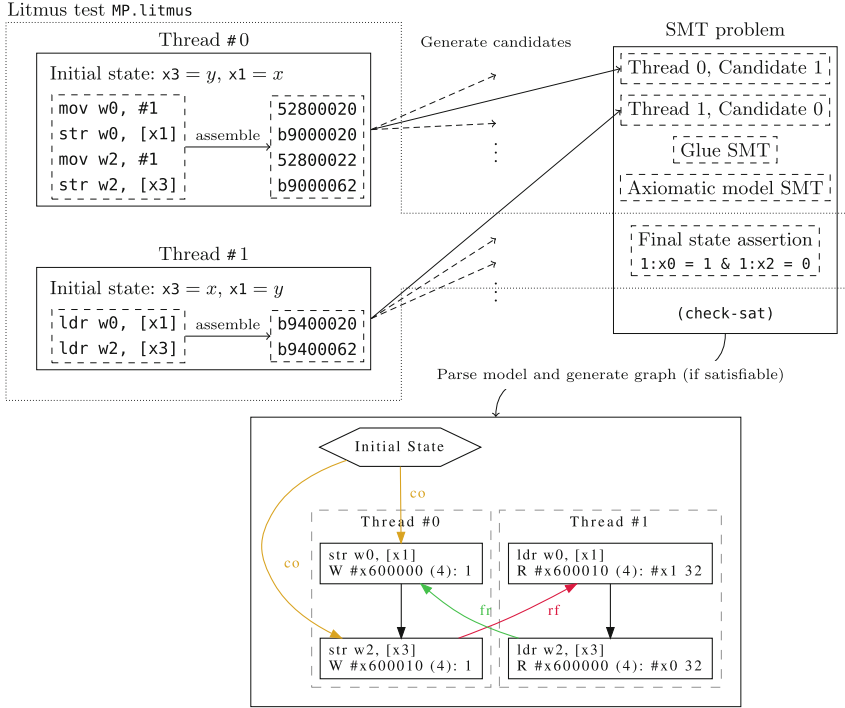 Litmus test MP.litmus
Thread #0
Initial state: x3 = y, x1 = x
mov w0, #1
str w0, [x1]
mov w2, #1
str w2, [x3]
assemble
52800020
b9000020
52800022
b9000062
Generate candidates
⋮
SMT problem
Thread 0, Candidate 1
Thread 1, Candidate 0
Glue SMT
Axiomatic model SMT
Final state assertion
1:x0 = 1 & 1:x2 = 0
(check-sat)
Thread #1
Initial state: x3 = x, x1 = y
ldr w0, [x1]
ldr w2, [x3]
assemble
b9400020
b9400062
⋮
Parse model and generate graph (if satisfiable)
Initial State
co
co
Thread #0
str w0, [x1]
W #x600000 (4): 1
str w2, [x3]
W #x600010 (4): 1
fr
rf
Thread #1
ldr w0, [x1]
R #x600010 (4): #x1 32
ldr w2, [x3]
R #x600000 (4): #x0 32